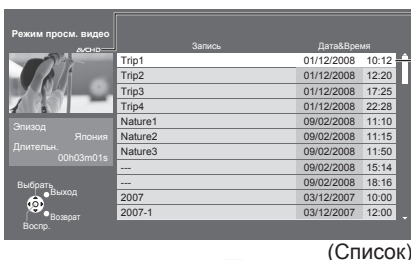 Режим просм. видео
Запись Дата&Время
Trip1 01/12/2008 10:12
Trip2 01/12/2008 12:20
Trip3 01/12/2008 17:25
Trip4 01/12/2008 22:28
Nature1 09/02/2008 11:10
Nature2 09/02/2008 11:15
Nature3 09/02/2008 11:50
--- 09/02/2008 15:14
--- 09/02/2008 18:16
2007 03/12/2007 10:00
2007-1 03/12/2007 12:00
Эпизод
Япония
Длительн.
00h03m01s
Выбрать
Выход
Возврат
Воспр.
(Список)